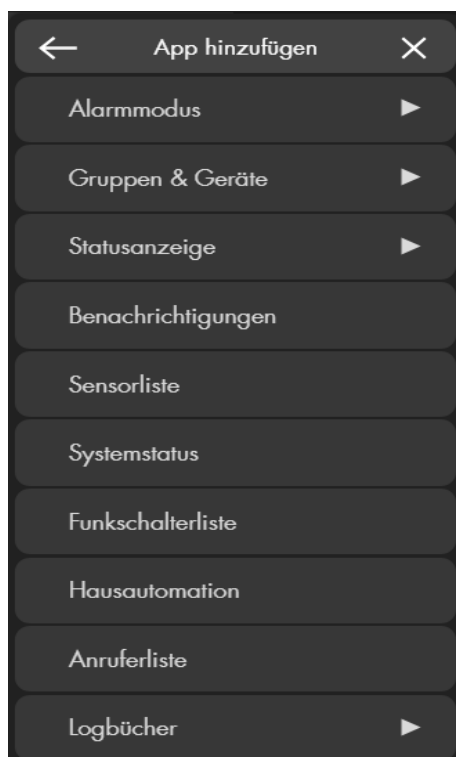 App hinzufügen
Alarmmodus
Gruppen & Geräte
Statusanzeige
Benachrichtigungen
Sensorliste
Systemstatus
Funkschalterliste
Hausautomation
Anruferliste
Logbücher